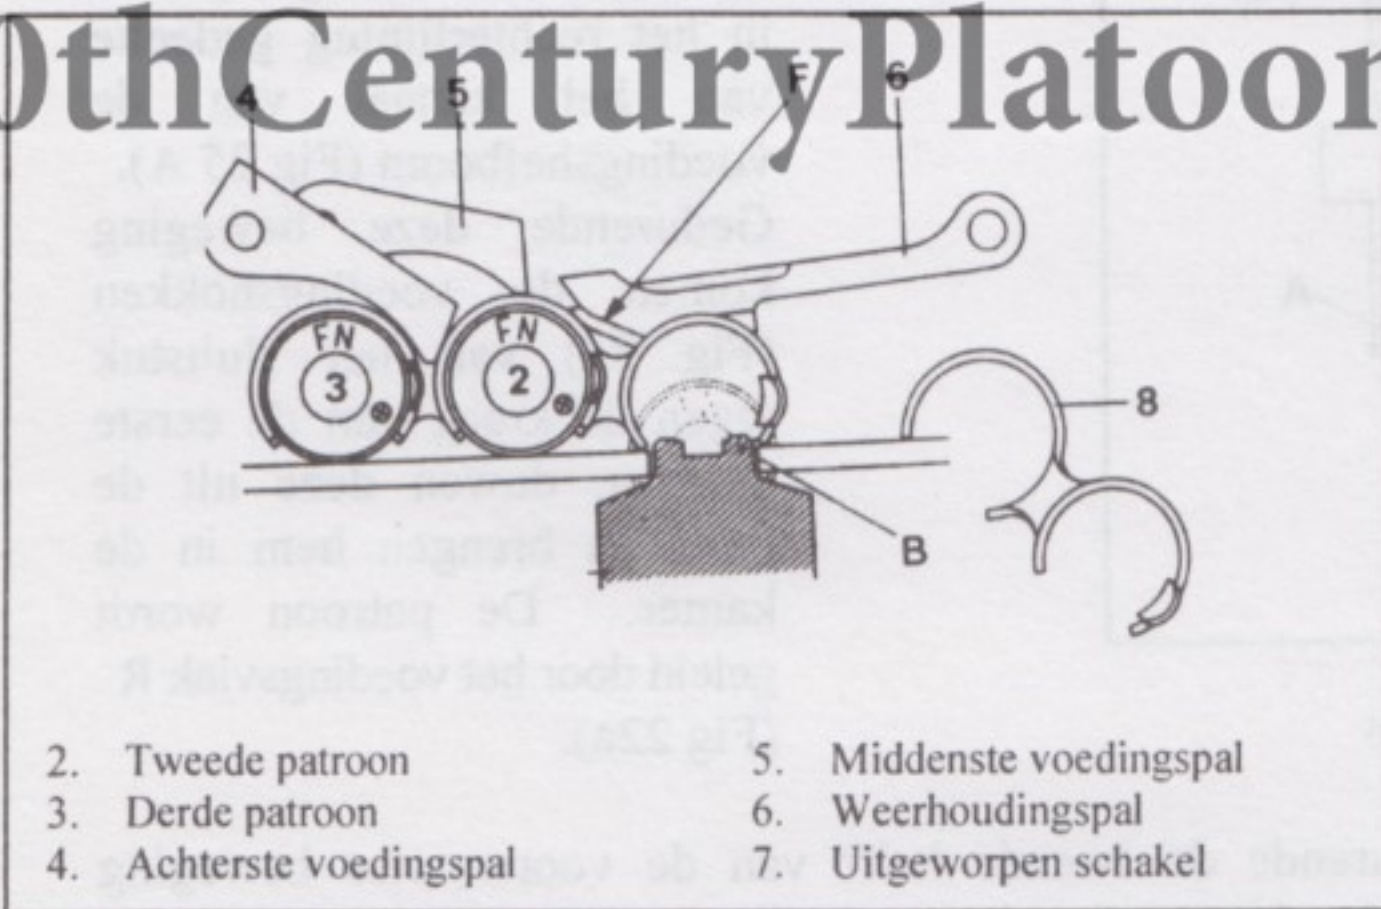 0thCenturyPlatoon
4 5 F 6
FN FN
3 2
8
B
2. Tweede patroon
3. Derde patroon
4. Achterste voedingspal
5. Middenste voedingspal
6. Weerhoudingspal
7. Uitgeworpen schakel